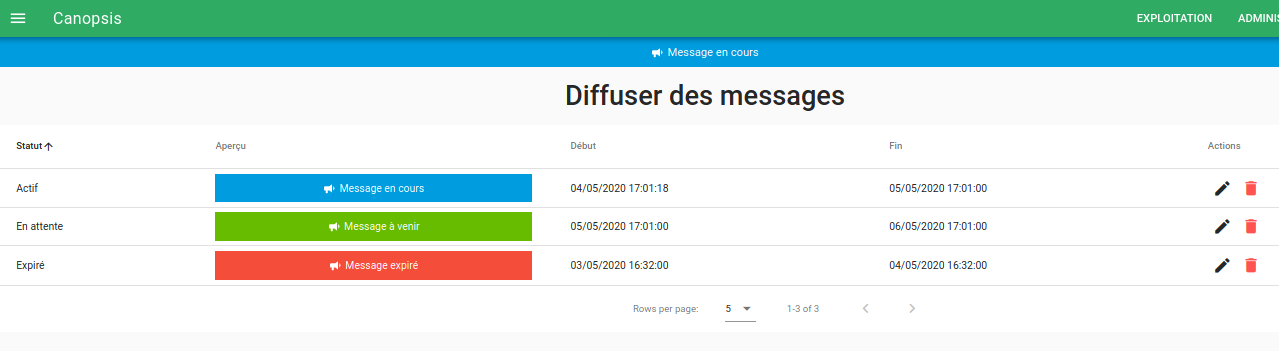 Canopsis EXPLOITATION ADMINIS
Message en cours
Diffuser des messages
Statut Aperçu Début Fin Actions
Actif Message en cours 04/05/2020 17:01:18 05/05/2020 17:01:00
En attente Message à venir 05/05/2020 17:01:00 06/05/2020 17:01:00
Expiré Message expiré 03/05/2020 16:32:00 04/05/2020 16:32:00
Rows per page: 5 1-3 of 3